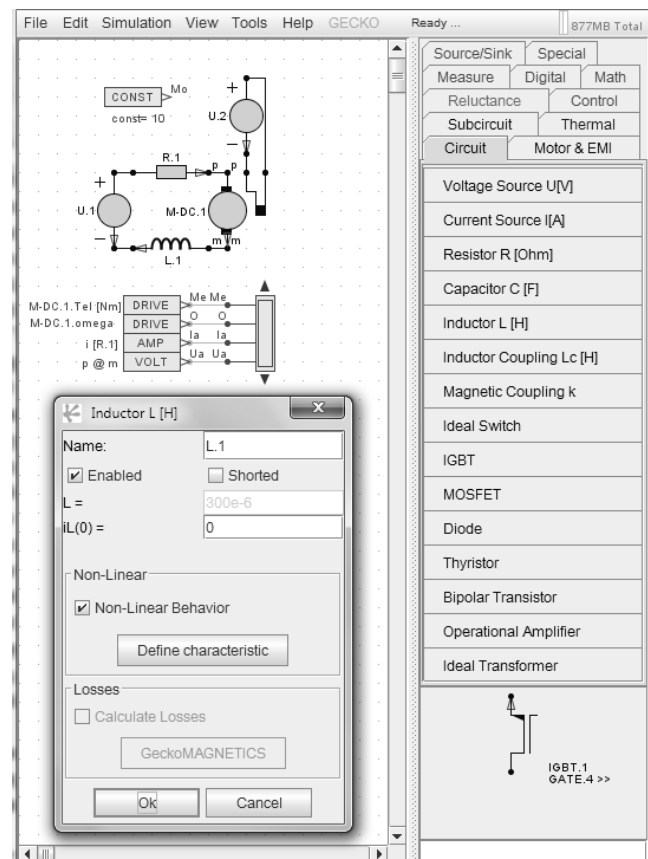 File Edit Simulation View Tools Help GECKO Ready ... 877MB Total
CONST Mo
const= 10
+
U.2
−
R.1
p p
+
U.1
M-DC.1
−
m m
L.1
M-DC.1.Tel [Nm] DRIVE Me Me
M-DC.1.omega DRIVE O O
i [R.1] AMP Ia Ia
p @ m VOLT Ua Ua
Inductor L [H] x
Name: L.1
Enabled Shorted
L = 300e-6
iL(0) = 0
Non-Linear
Non-Linear Behavior
Define characteristic
Losses
Calculate Losses
GeckoMAGNETICS
Ok Cancel
Source/Sink Special
Measure Digital Math
Reluctance Control
Subcircuit Thermal
Circuit Motor & EMI
Voltage Source U[V]
Current Source I[A]
Resistor R [Ohm]
Capacitor C [F]
Inductor L [H]
Inductor Coupling Lc [H]
Magnetic Coupling k
Ideal Switch
IGBT
MOSFET
Diode
Thyristor
Bipolar Transistor
Operational Amplifier
Ideal Transformer
IGBT.1
GATE.4 >>